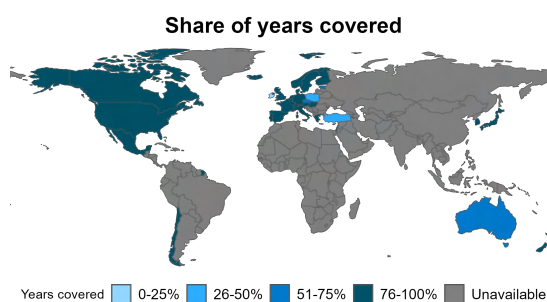 Share of years covered
Years covered 0-25% 26-50% 51-75% 76-100% Unavailable